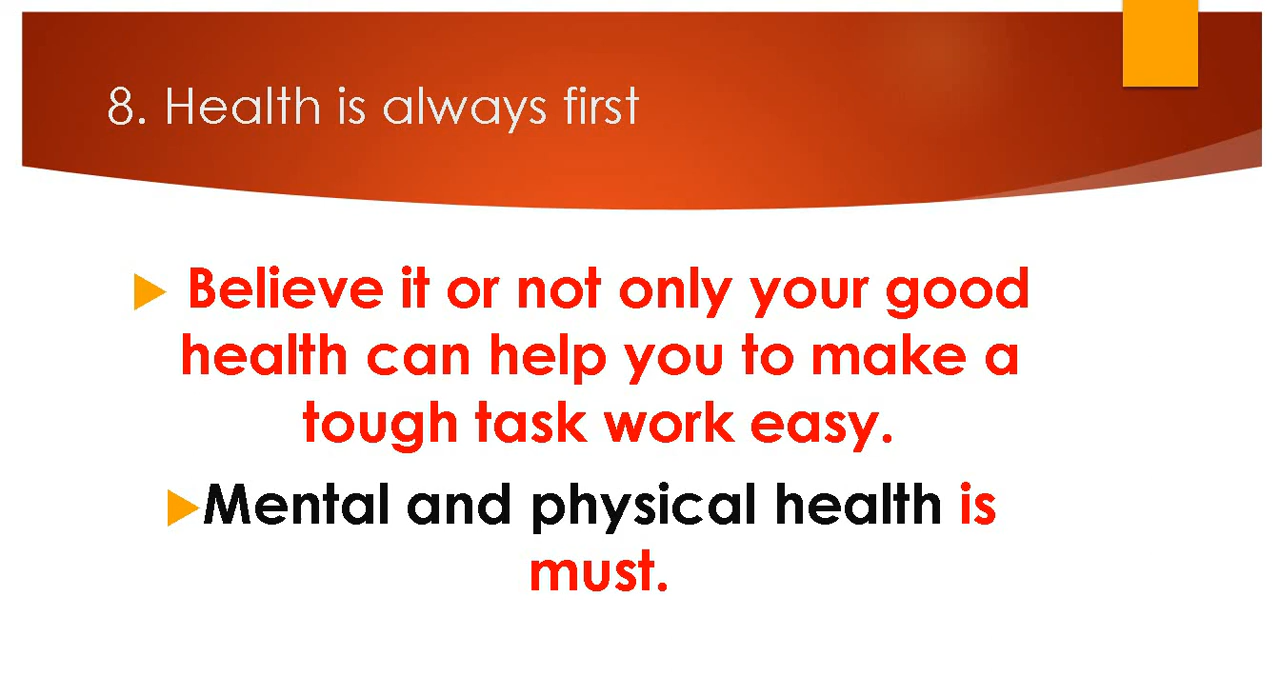 8. Health is always first
Believe it or not only your good
health can help you to make a
tough task work easy.
Mental and physical health is
must.